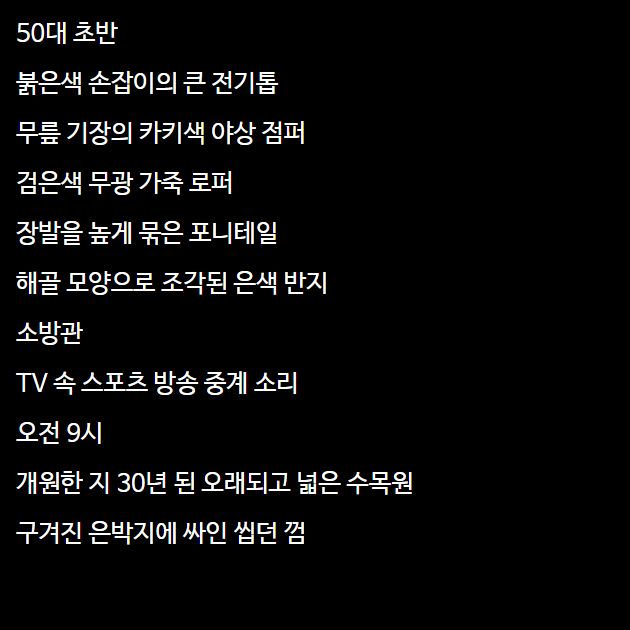 50대 초반
붉은색 손잡이의 큰 전기톱
무릎 기장의 카키색 야상 점퍼
검은색 무광 가죽 로퍼
장발을 높게 묶은 포니테일
해골 모양으로 조각된 은색 반지
소방관
TV 속 스포츠 방송 중계 소리
오전 9시
개원한 지 30년 된 오래되고 넓은 수목원
구겨진 은박지에 싸인 씹던 껌